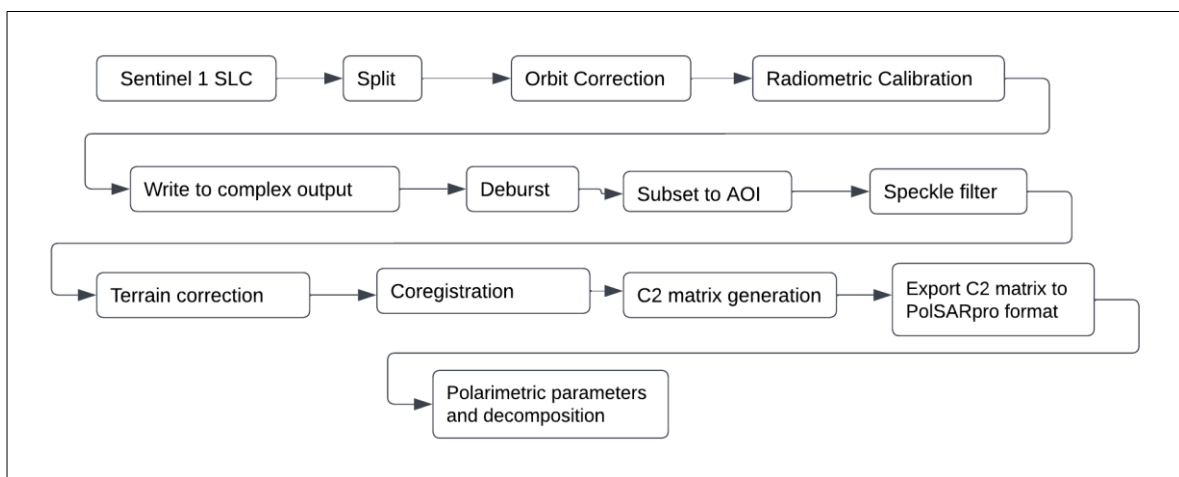 Sentinel 1 SLC
Split
Orbit Correction
Radiometric Calibration
Write to complex output
Deburst
Subset to AOI
Speckle filter
Terrain correction
Coregistration
C2 matrix generation
Export C2 matrix to
PolSARpro format
Polarimetric parameters
and decomposition